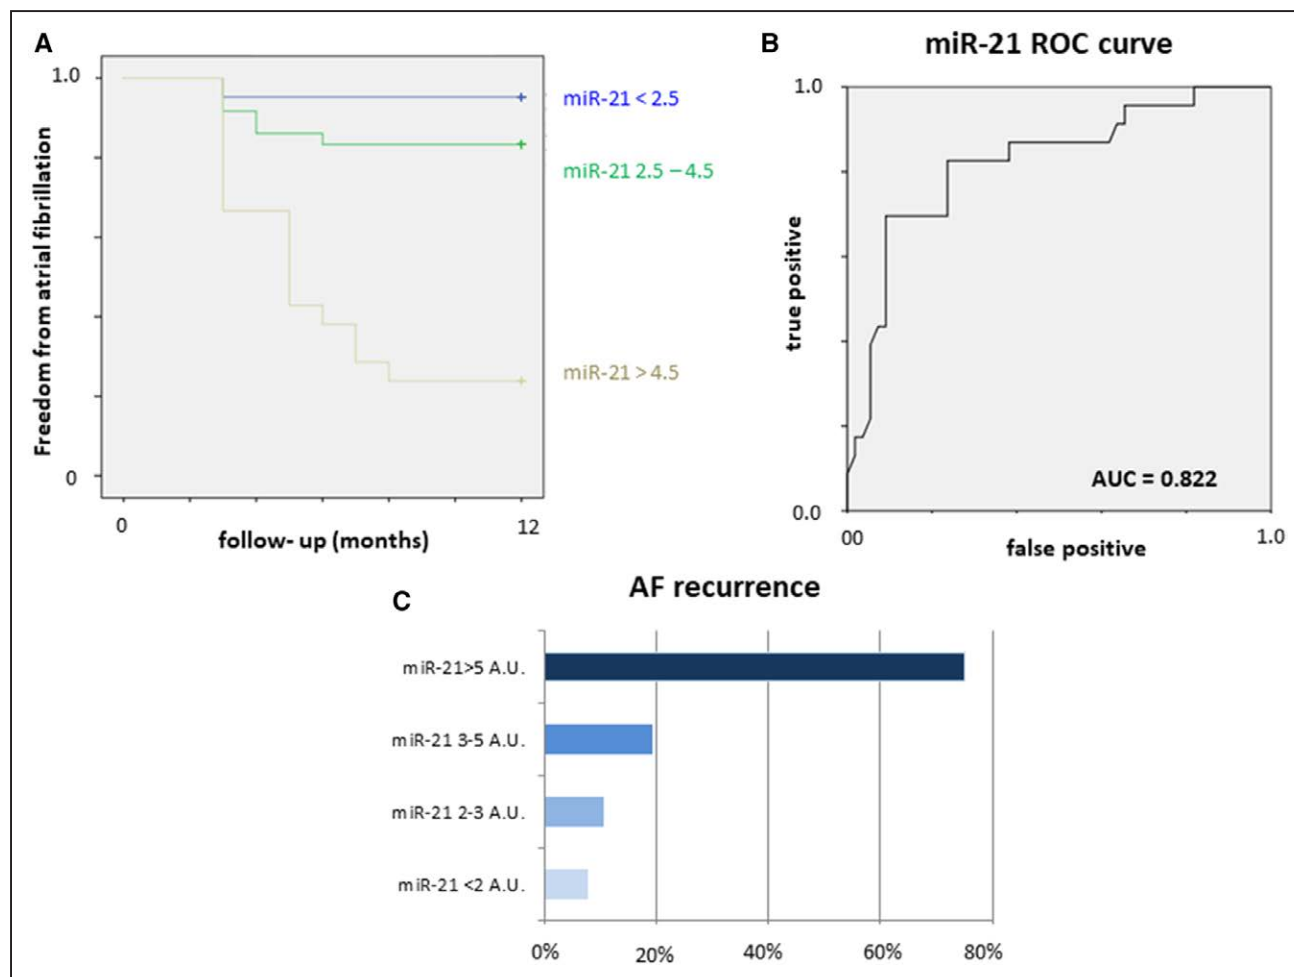 A
1.0
Freedom from atrial fibrillation
0
0
12
follow- up (months)
miR-21 < 2.5
miR-21 2.5 – 4.5
miR-21 > 4.5
B
miR-21 ROC curve
1.0
true positive
0.0
00
1.0
false positive
AUC = 0.822
C
AF recurrence
miR-21>5 A.U.
miR-21 3-5 A.U.
miR-21 2-3 A.U.
miR-21 <2 A.U.
0%
20%
40%
60%
80%